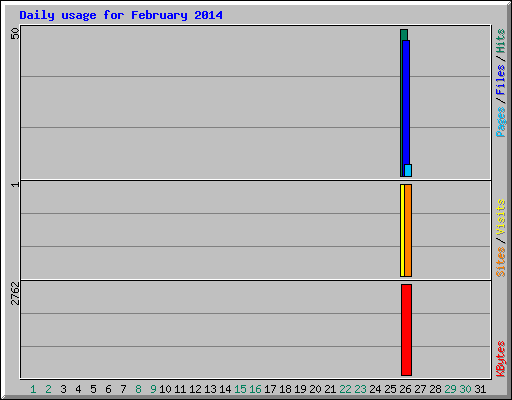 Daily usage for February 2014
50
Pages/Files/Hits
1
Sites/Visits
2762
KBytes
1 2 3 4 5 6 7 8 9 10 11 12 13 14 15 16 17 18 19 20 21 22 23 24 25 26 27 28 29 30 31